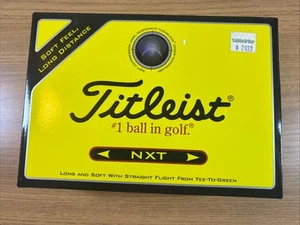 SOFT FEEL,
LONG DISTANCE
Titleist®
#1 ball in golf.®
NXT
LONG AND SOFT WITH STRAIGHT FLIGHT FROM TEE-TO-GREEN